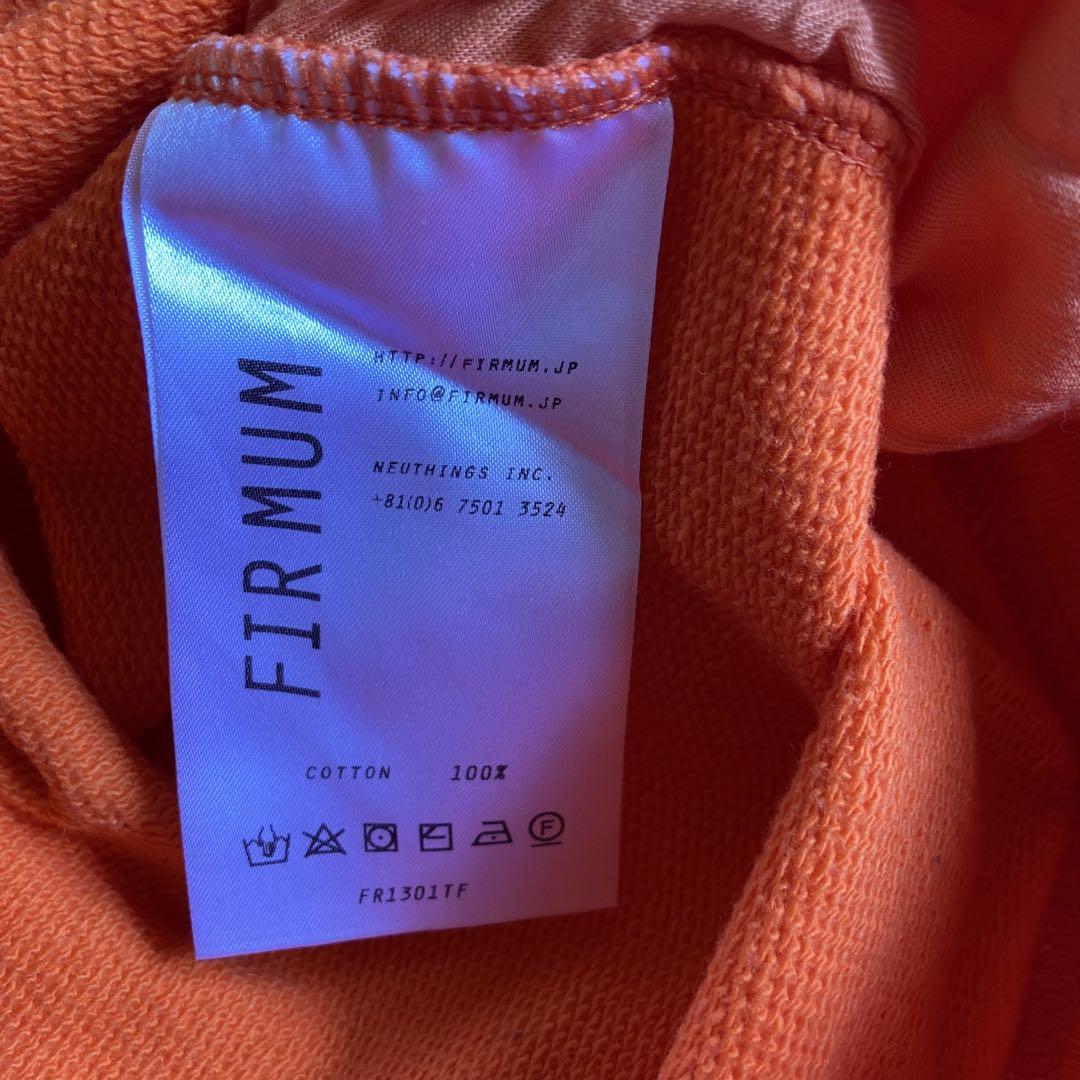 HTTP://FIRMUM.JP
INFO@FIRMUM.JP
NEUTHINGS INC.
+81(0)6 7501 3524
FIRMUM
COTTON 100%
F
FR1301TF